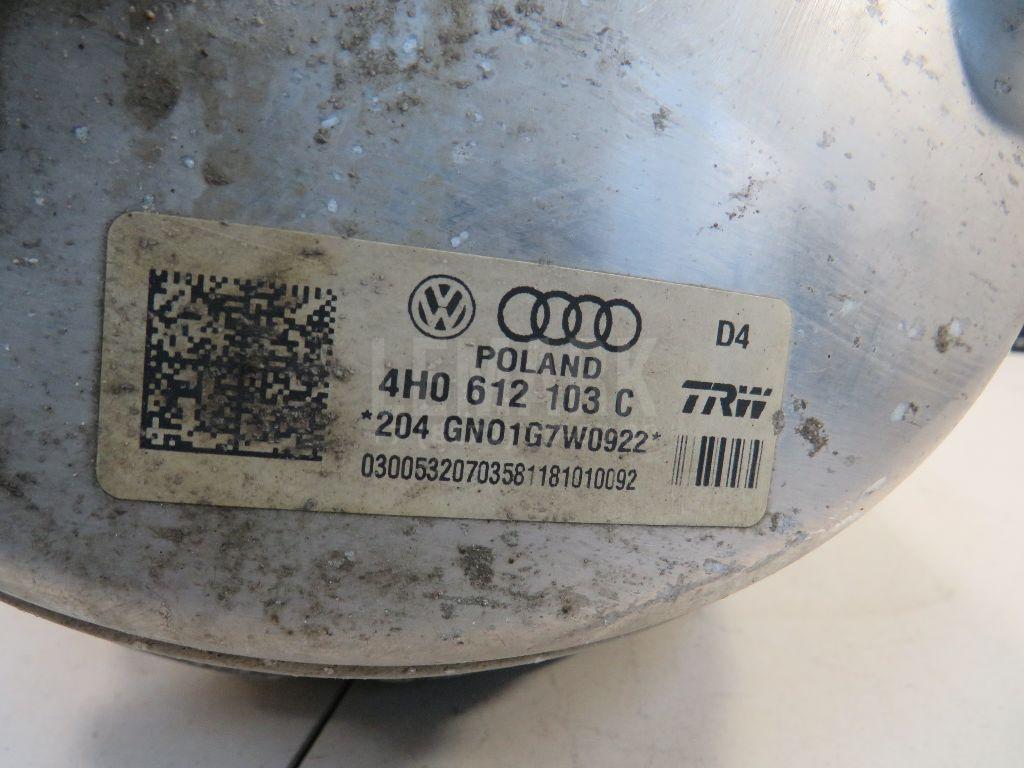 D4
POLAND
4H0 612 103 C
TRW
*204 GN01G7W0922*
03005320703581181010092